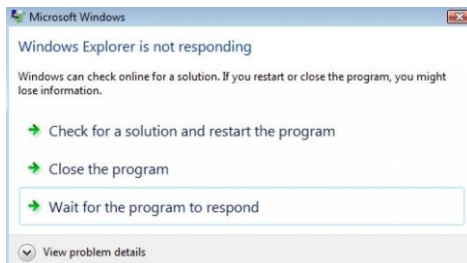 Microsoft Windows
Windows Explorer is not responding
Windows can check online for a solution. If you restart or close the program, you might
lose information.
Check for a solution and restart the program
Close the program
Wait for the program to respond
View problem details